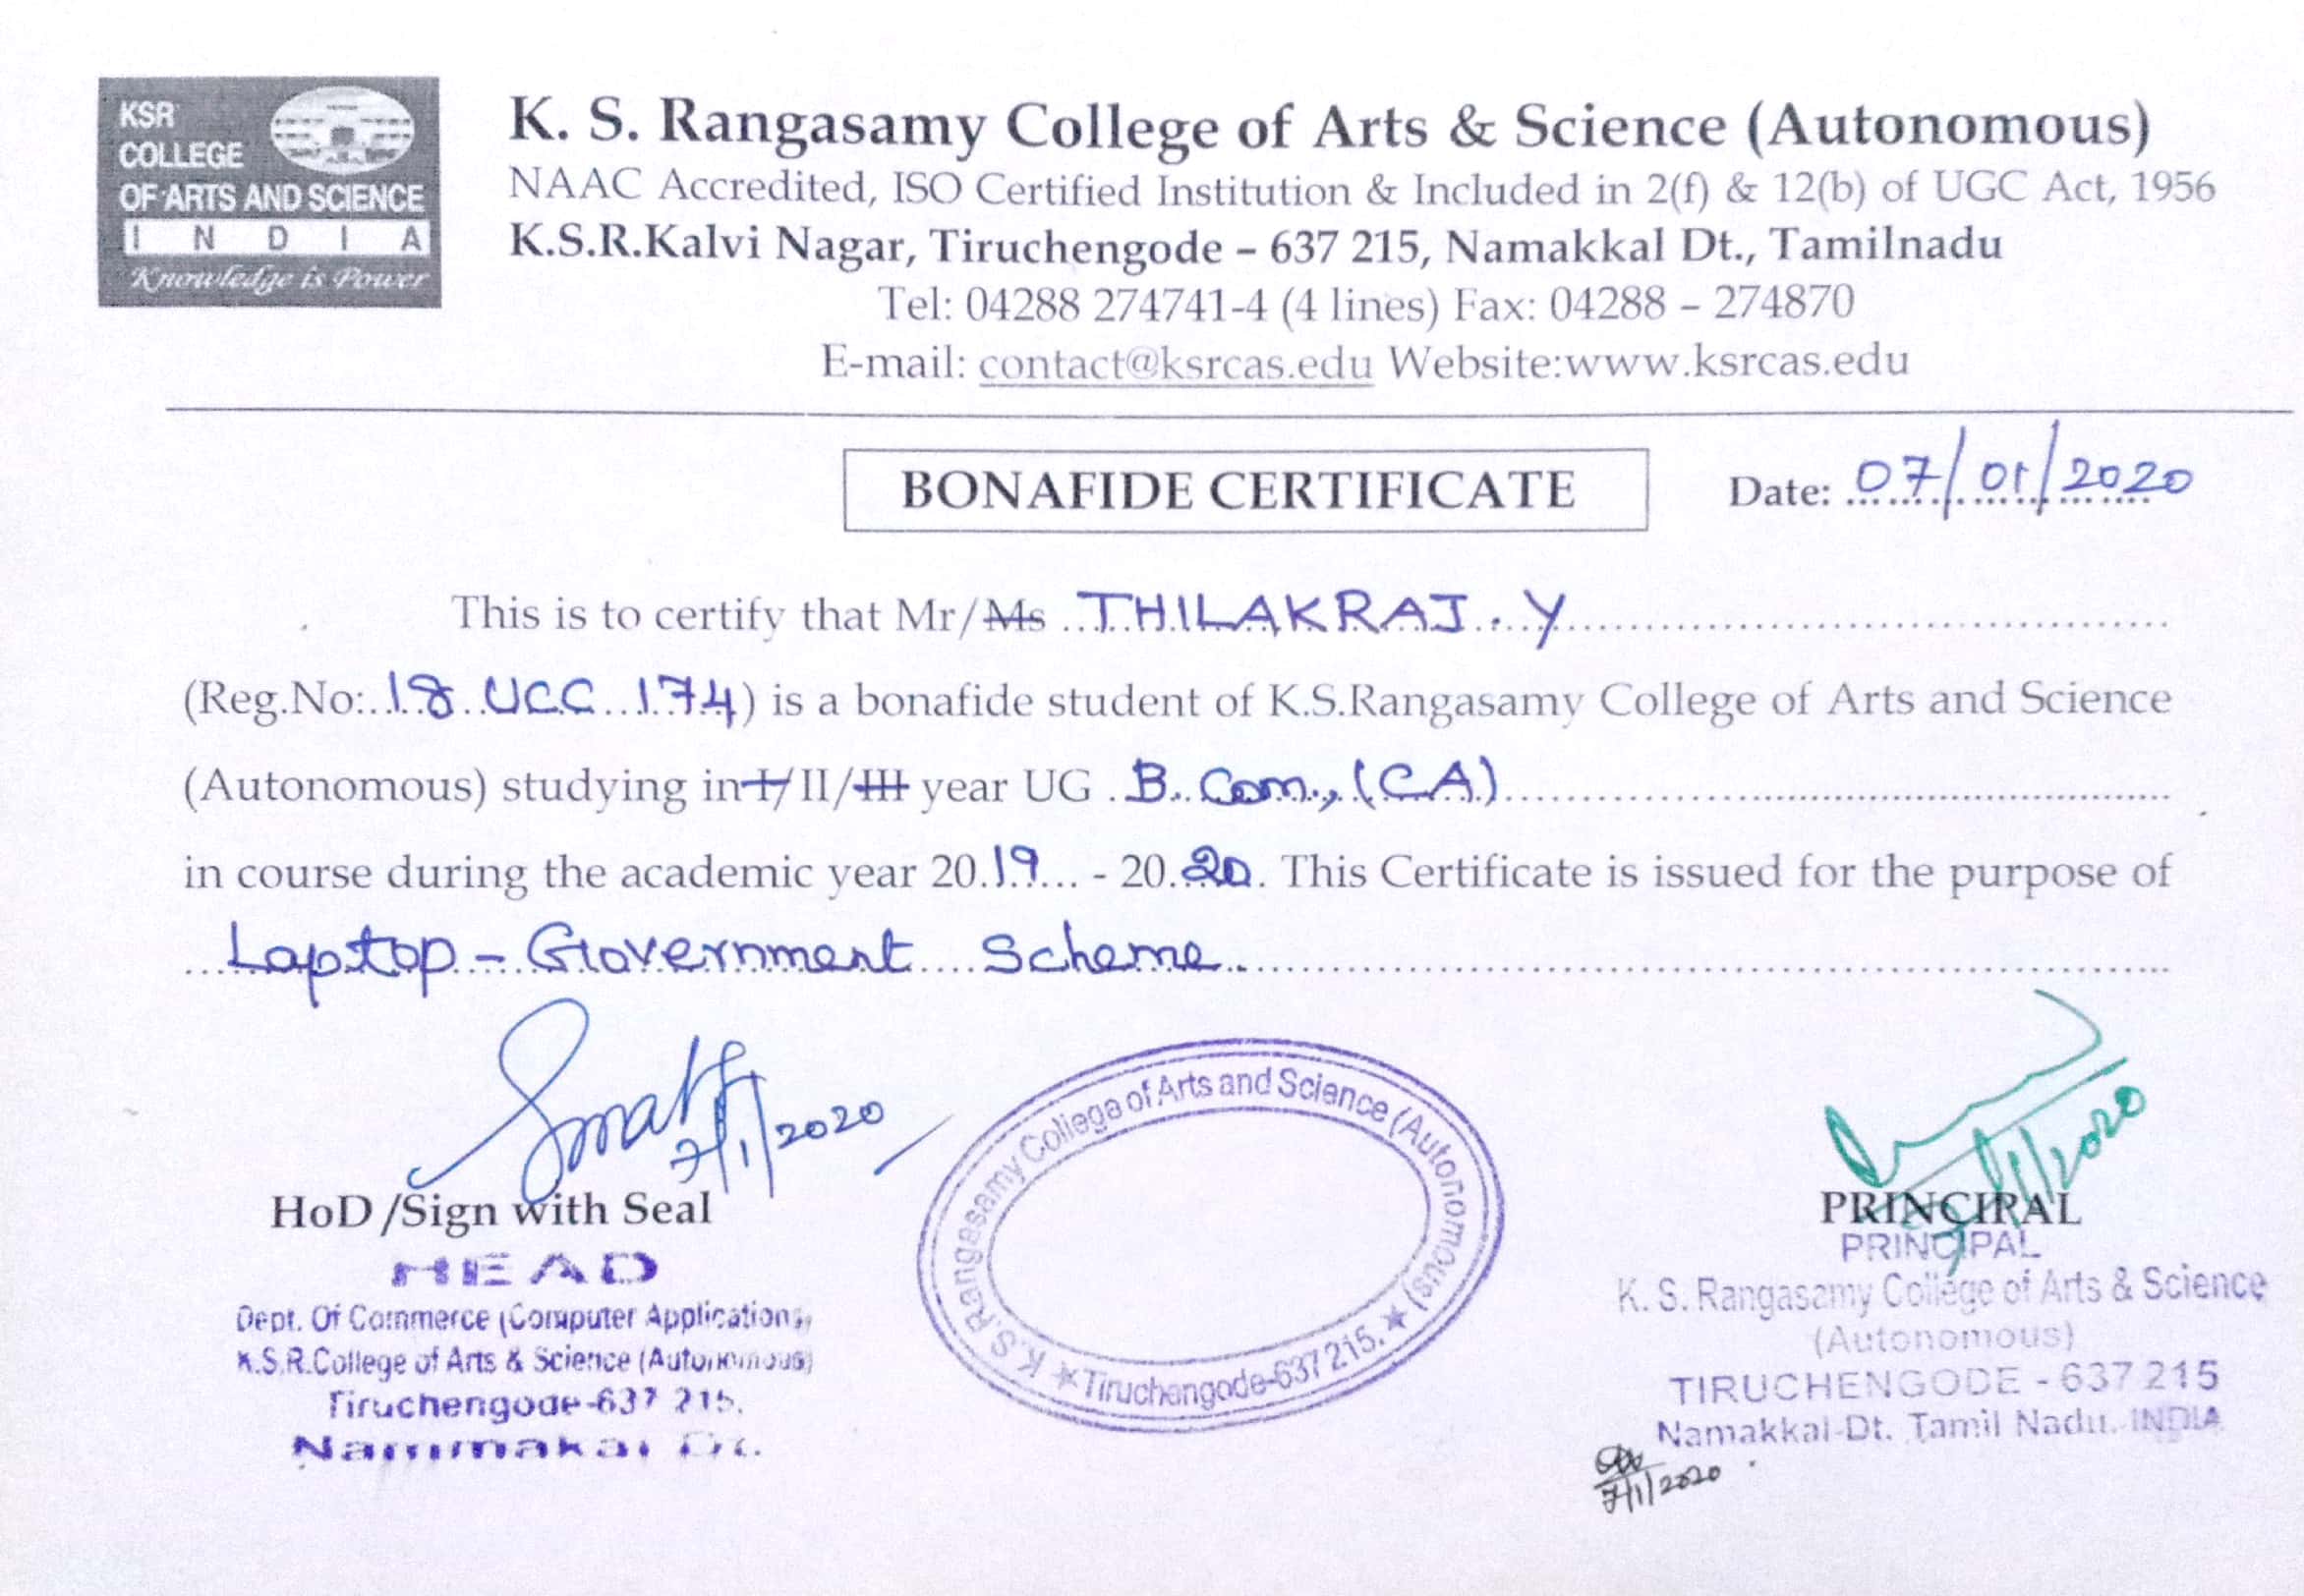 KSR
COLLEGE
OF ARTS AND SCIENCE
I N D I A
Knowledge is Power
K. S. Rangasamy College of Arts & Science (Autonomous)
NAAC Accredited, ISO Certified Institution & Included in 2(f) & 12(b) of UGC Act, 1956
K.S.R.Kalvi Nagar, Tiruchengode – 637 215, Namakkal Dt., Tamilnadu
Tel: 04288 274741-4 (4 lines) Fax: 04288 – 274870
E-mail: contact@ksrcas.edu Website:www.ksrcas.edu
BONAFIDE CERTIFICATE
Date: 07/01/2020
This is to certify that Mr/Ms THILAKRAJ. Y
(Reg.No: 18 UCC 174) is a bonafide student of K.S.Rangasamy College of Arts and Science
(Autonomous) studying in I/II/III year UG B. Com., (CA)
in course during the academic year 2019 - 2020. This Certificate is issued for the purpose of
Laptop - Government Scheme.
7/1/2020
HoD /Sign with Seal
HEAD
Dept. Of Commerce (Computer Applications)
K.S.R.College of Arts & Science (Autonomous)
Tiruchengode-637 215.
Nammakal Dt.
K.S.Rangasamy College of Arts and Science (Autonomous)
★ Tiruchengode-637 215. ★
7/1/2020
PRINCIPAL
PRINCIPAL
K. S. Rangasamy College of Arts & Science
(Autonomous)
TIRUCHENGODE - 637 215
Namakkal-Dt. Tamil Nadu. INDIA
7/1/2020